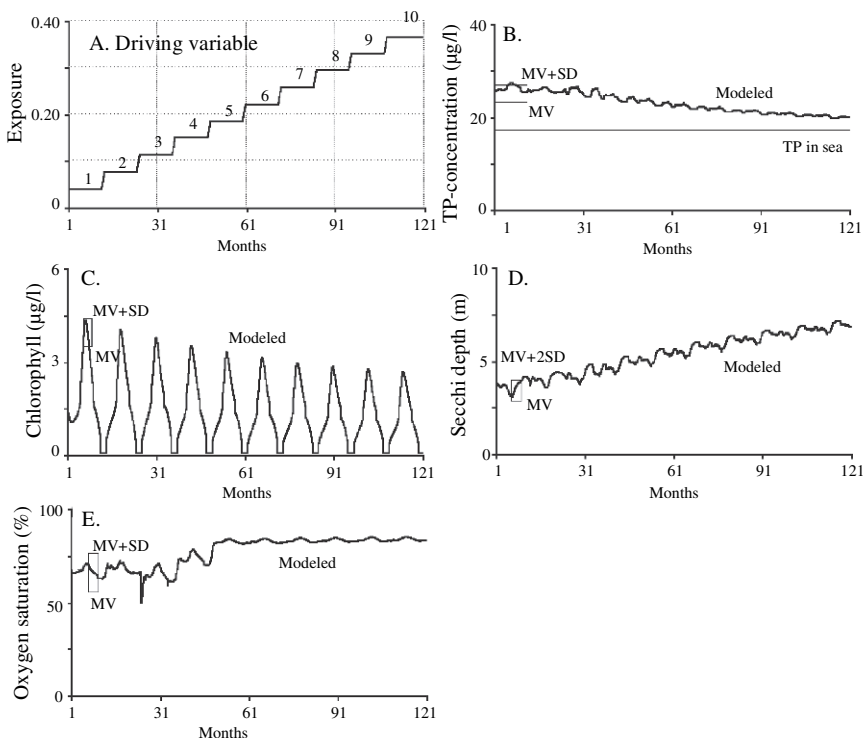 A. Driving variable
Exposure
0.40
0.20
0
1 2 3 4 5 6 7 8 9 10
1 31 61 91 121
Months
B.
TP-concentration (µg/l)
40
20
0
MV+SD
MV
Modeled
TP in sea
1 31 61 91 121
Months
C.
Chlorophyll (µg/l)
6
3
0
MV+SD
MV
Modeled
1 31 61 91 121
Months
D.
Secchi depth (m)
10
5
0
MV+2SD
MV
Modeled
1 31 61 91 121
Months
E.
Oxygen saturation (%)
100
50
0
MV+SD
MV
Modeled
1 31 61 91 121
Months